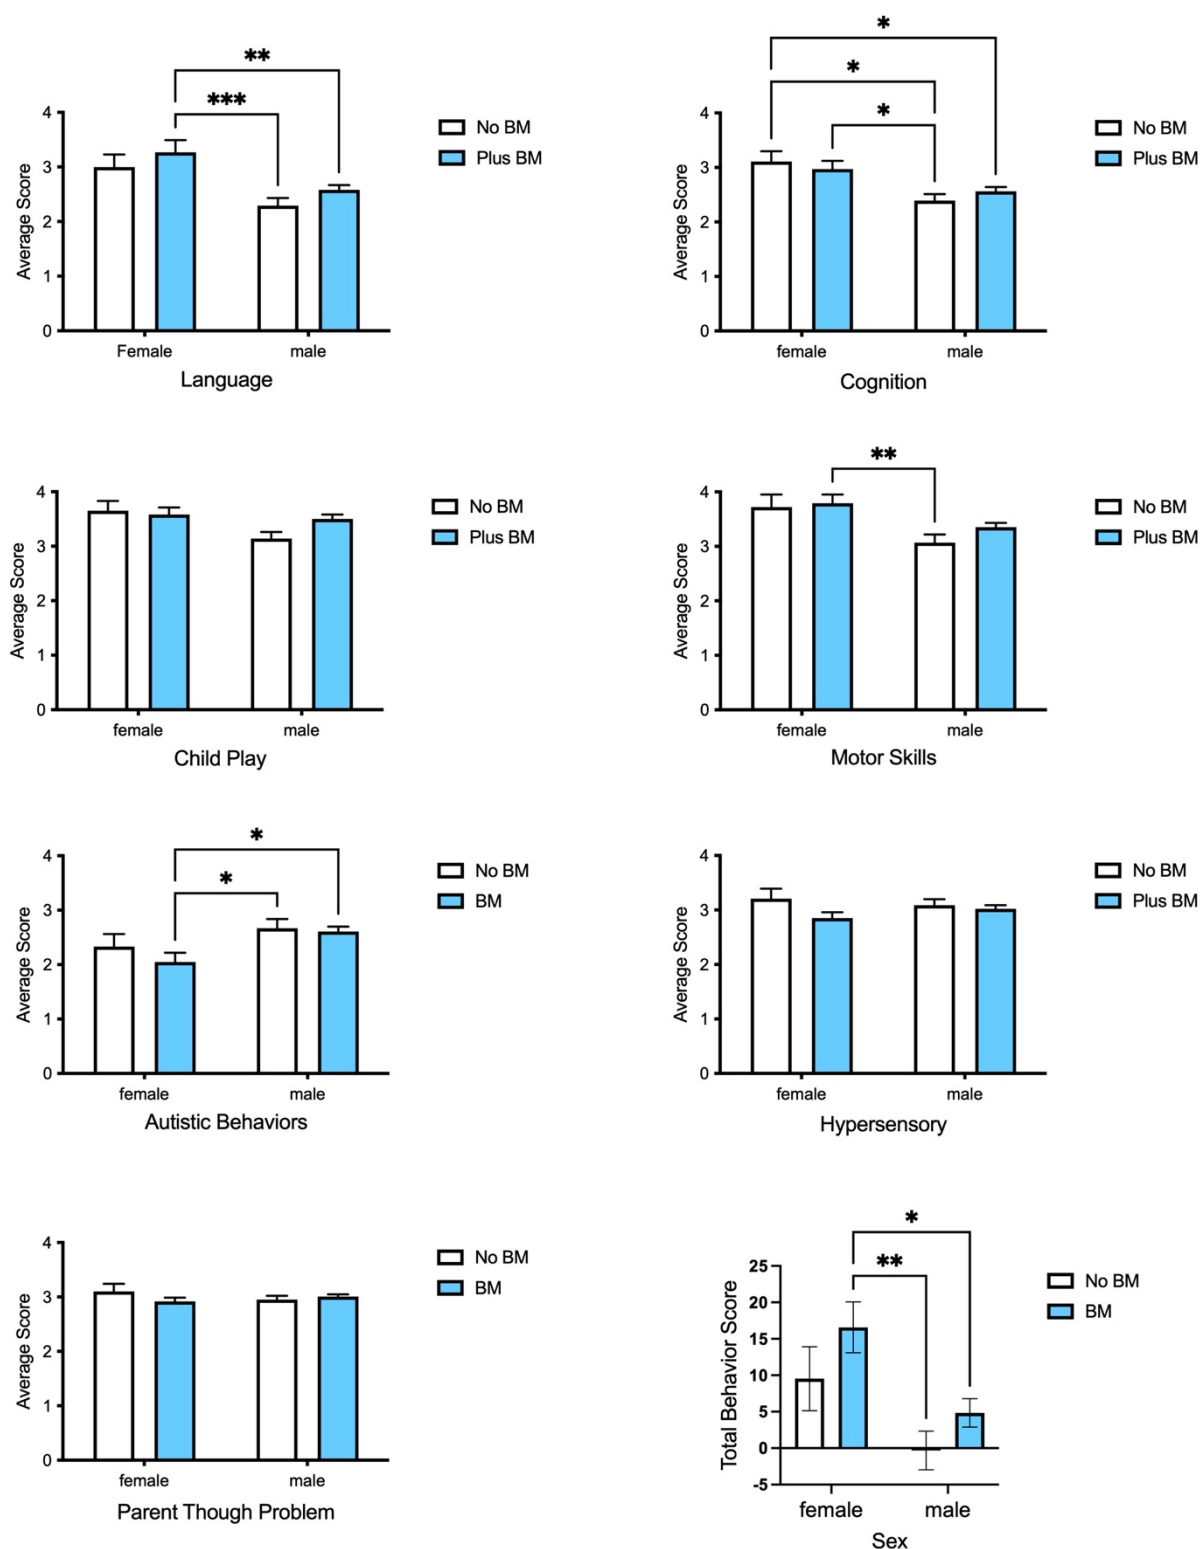 **
***
4
3
2
1
0
Average Score
Female
male
Language
No BM
Plus BM
*
*
*
4
3
2
1
0
Average Score
female
male
Cognition
No BM
Plus BM
4
3
2
1
0
Average Score
female
male
Child Play
No BM
Plus BM
**
4
3
2
1
0
Average Score
female
male
Motor Skills
No BM
Plus BM
*
*
4
3
2
1
0
Average Score
female
male
Autistic Behaviors
No BM
BM
4
3
2
1
0
Average Score
female
male
Hypersensory
No BM
Plus BM
4
3
2
1
0
Average Score
female
male
Parent Though Problem
No BM
BM
*
**
25
20
15
10
5
0
-5
Total Behavior Score
female
male
Sex
No BM
BM